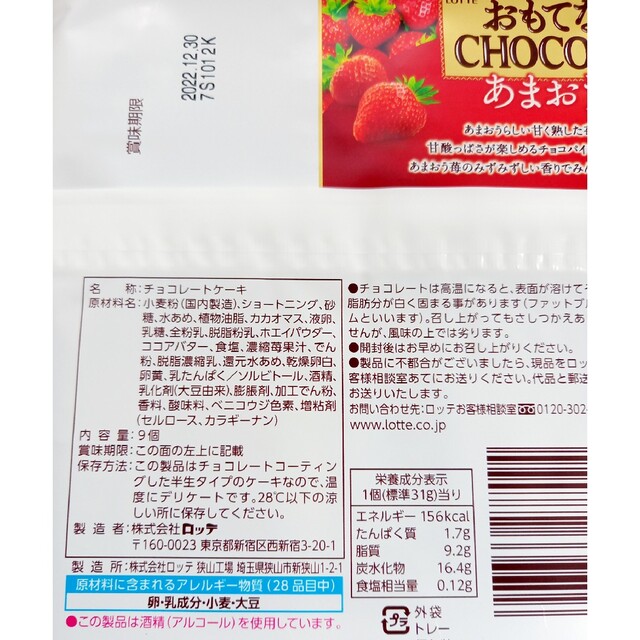 LOTTE
おもてな
CHOCO
あまお
あまおうらしい甘く熟した
甘酸っぱさが楽しめるチョコパイ
あまおう苺のみずみずしい香りでみん
賞味期限
2022.12.30
7S1012K
名 称:チョコレートケーキ
原材料名:小麦粉(国内製造)、ショートニング、砂
糖、水あめ、植物油脂、カカオマス、液卵、
乳糖、全粉乳、脱脂粉乳、ホエイパウダー、
ココアバター、食塩、濃縮苺果汁、でん
粉、脱脂濃縮乳、還元水あめ、乾燥卵白、
卵黄、乳たんぱく/ソルビトール、酒精、
乳化剤(大豆由来)、膨脹剤、加工でん粉、
香料、酸味料、ベニコウジ色素、増粘剤
(セルロース、カラギーナン)
内 容 量:9個
賞味期限:この面の左上に記載
保存方法:この製品はチョコレートコーティン
グした半生タイプのケーキなので、温
度にデリケートです。28℃以下の涼
しい所に保存してください。
製 造 者:株式会社ロッテ
〒160-0023 東京都新宿区西新宿3-20-1
製 造 所:株式会社ロッテ 狭山工場 埼玉県狭山市新狭山1-2-1
原材料に含まれるアレルギー物質(28品目中)
卵・乳成分・小麦・大豆
●この製品は酒精(アルコール)を使用しています。
●チョコレートは高温になると、表面が溶けてそ
脂肪分が白く固まる事があります(ファットブル
ムといいます)。召し上がってもさしつかえあ
せんが、風味の上では劣ります。
●開封後はお早めにお召し上がりください。
●製品に不都合がございましたら、現品をロッ
客様相談室あてにお送りください。代品と郵送
お送りいたします。
お問い合わせ先:ロッテお客様相談室 0120-302-
www.lotte.co.jp
栄養成分表示
1個(標準31g)当り
エネルギー 156kcal
たんぱく質 1.7g
脂質 9.2g
炭水化物 16.4g
食塩相当量 0.12g
プラ
外袋
トレー